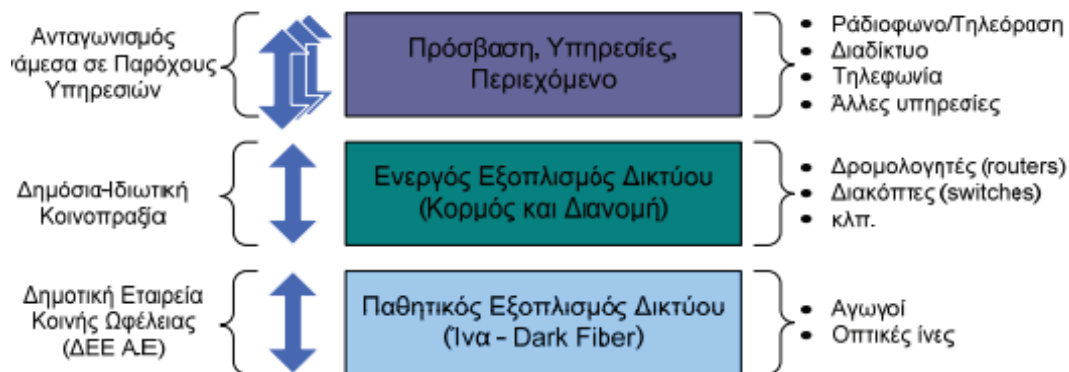 Ανταγωνισμός
νάμεσα σε Παρόχους
Υπηρεσιών
Πρόσβαση, Υπηρεσίες,
Περιεχόμενο
• Ράδιοφωνο/Τηλεόραση
• Διαδίκτυο
• Τηλεφωνία
• Άλλες υπηρεσίες
Δημόσια-Ιδιωτική
Κοινοπραξία
Ενεργός Εξοπλισμός Δικτύου
(Κορμός και Διανομή)
• Δρομολογητές (routers)
• Διακόπτες (switches)
• κλπ.
Δημοτική Εταιρεία
Κοινής Ωφέλειας
(ΔΕΕ Α.Ε)
Παθητικός Εξοπλισμός Δικτύου
(Ίνα - Dark Fiber)
• Αγωγοί
• Οπτικές ίνες